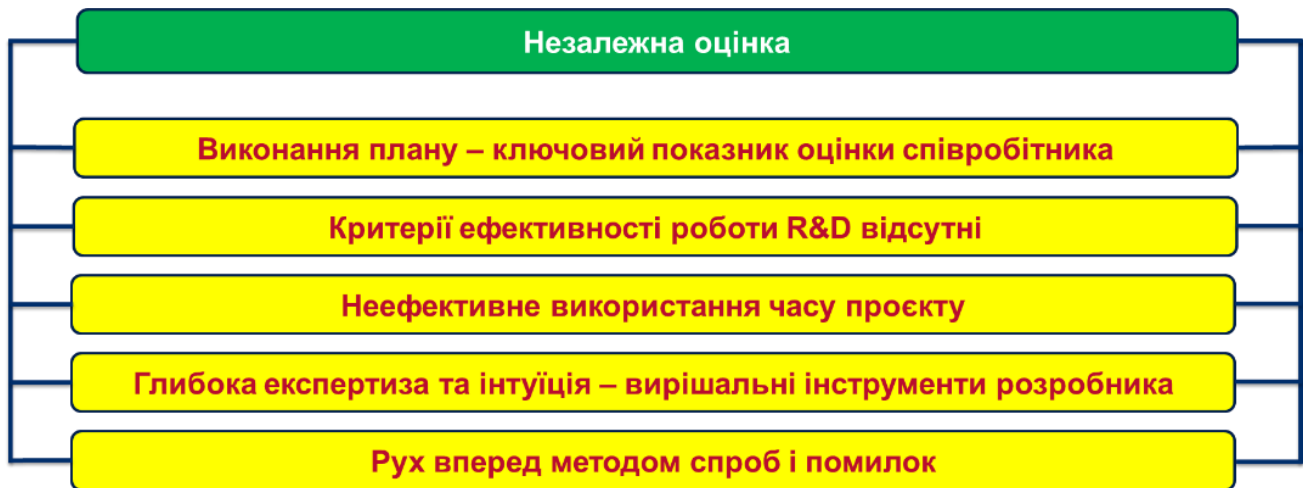 Незалежна оцінка
Виконання плану – ключовий показник оцінки співробітника
Критерії ефективності роботи R&D відсутні
Неефективне використання часу проєкту
Глибока експертиза та інтуїція – вирішальні інструменти розробника
Рух вперед методом спроб і помилок